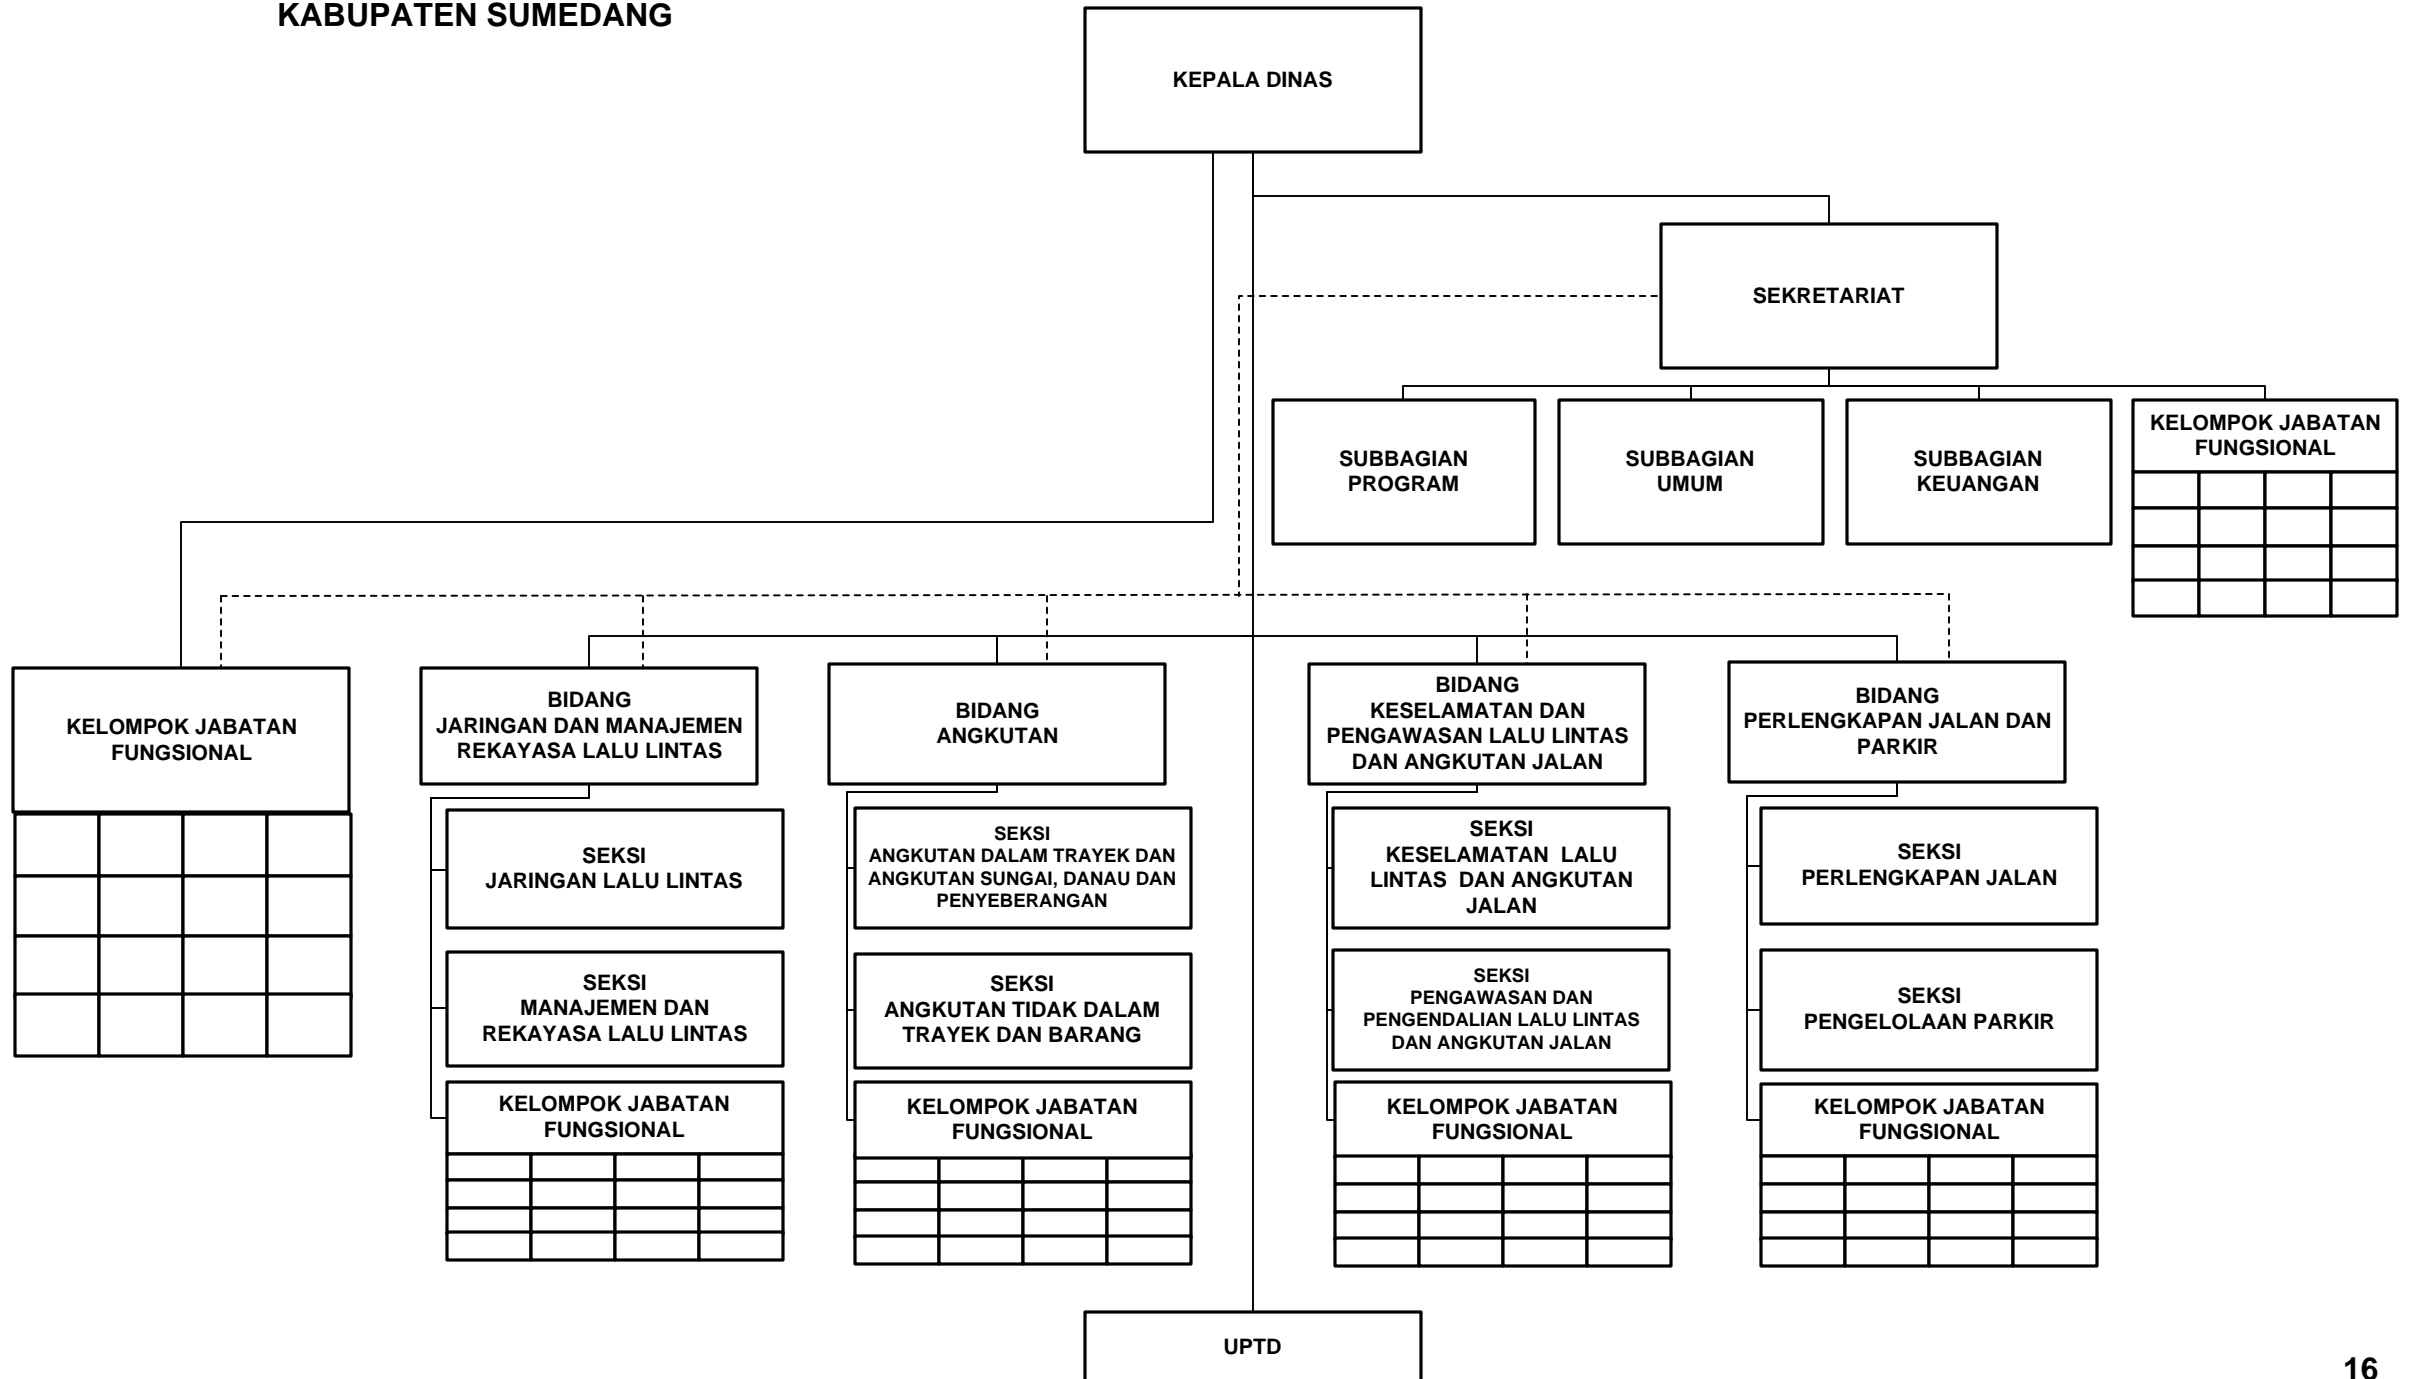 KABUPATEN SUMEDANG
KEPALA DINAS
SEKRETARIAT
SUBBAGIAN
PROGRAM
SUBBAGIAN
UMUM
SUBBAGIAN
KEUANGAN
KELOMPOK JABATAN
FUNGSIONAL
KELOMPOK JABATAN
FUNGSIONAL
BIDANG
JARINGAN DAN MANAJEMEN
REKAYASA LALU LINTAS
BIDANG
ANGKUTAN
BIDANG
KESELAMATAN DAN
PENGAWASAN LALU LINTAS
DAN ANGKUTAN JALAN
BIDANG
PERLENGKAPAN JALAN DAN
PARKIR
SEKSI
JARINGAN LALU LINTAS
SEKSI
ANGKUTAN DALAM TRAYEK DAN
ANGKUTAN SUNGAI, DANAU DAN
PENYEBERANGAN
SEKSI
KESELAMATAN LALU
LINTAS DAN ANGKUTAN
JALAN
SEKSI
PERLENGKAPAN JALAN
SEKSI
MANAJEMEN DAN
REKAYASA LALU LINTAS
SEKSI
ANGKUTAN TIDAK DALAM
TRAYEK DAN BARANG
SEKSI
PENGAWASAN DAN
PENGENDALIAN LALU LINTAS
DAN ANGKUTAN JALAN
SEKSI
PENGELOLAAN PARKIR
KELOMPOK JABATAN
FUNGSIONAL
KELOMPOK JABATAN
FUNGSIONAL
KELOMPOK JABATAN
FUNGSIONAL
KELOMPOK JABATAN
FUNGSIONAL
UPTD
16